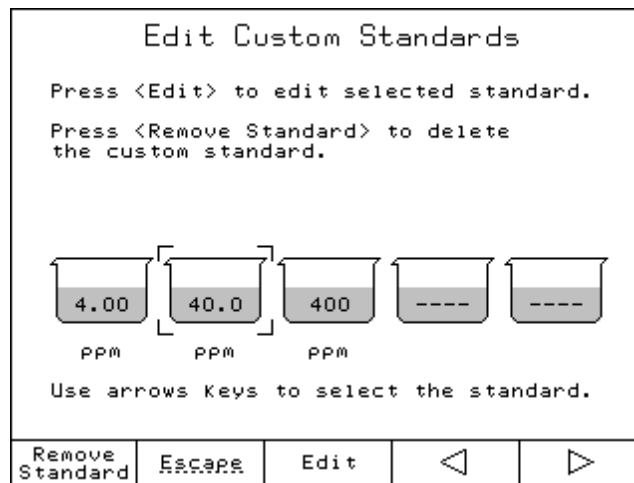 Edit Custom Standards
Press <Edit> to edit selected standard.
Press <Remove Standard> to delete
the custom standard.
4.00 40.0 400 ---- ----
ppm ppm ppm
Use arrows Keys to select the standard.
Remove Standard Escape Edit